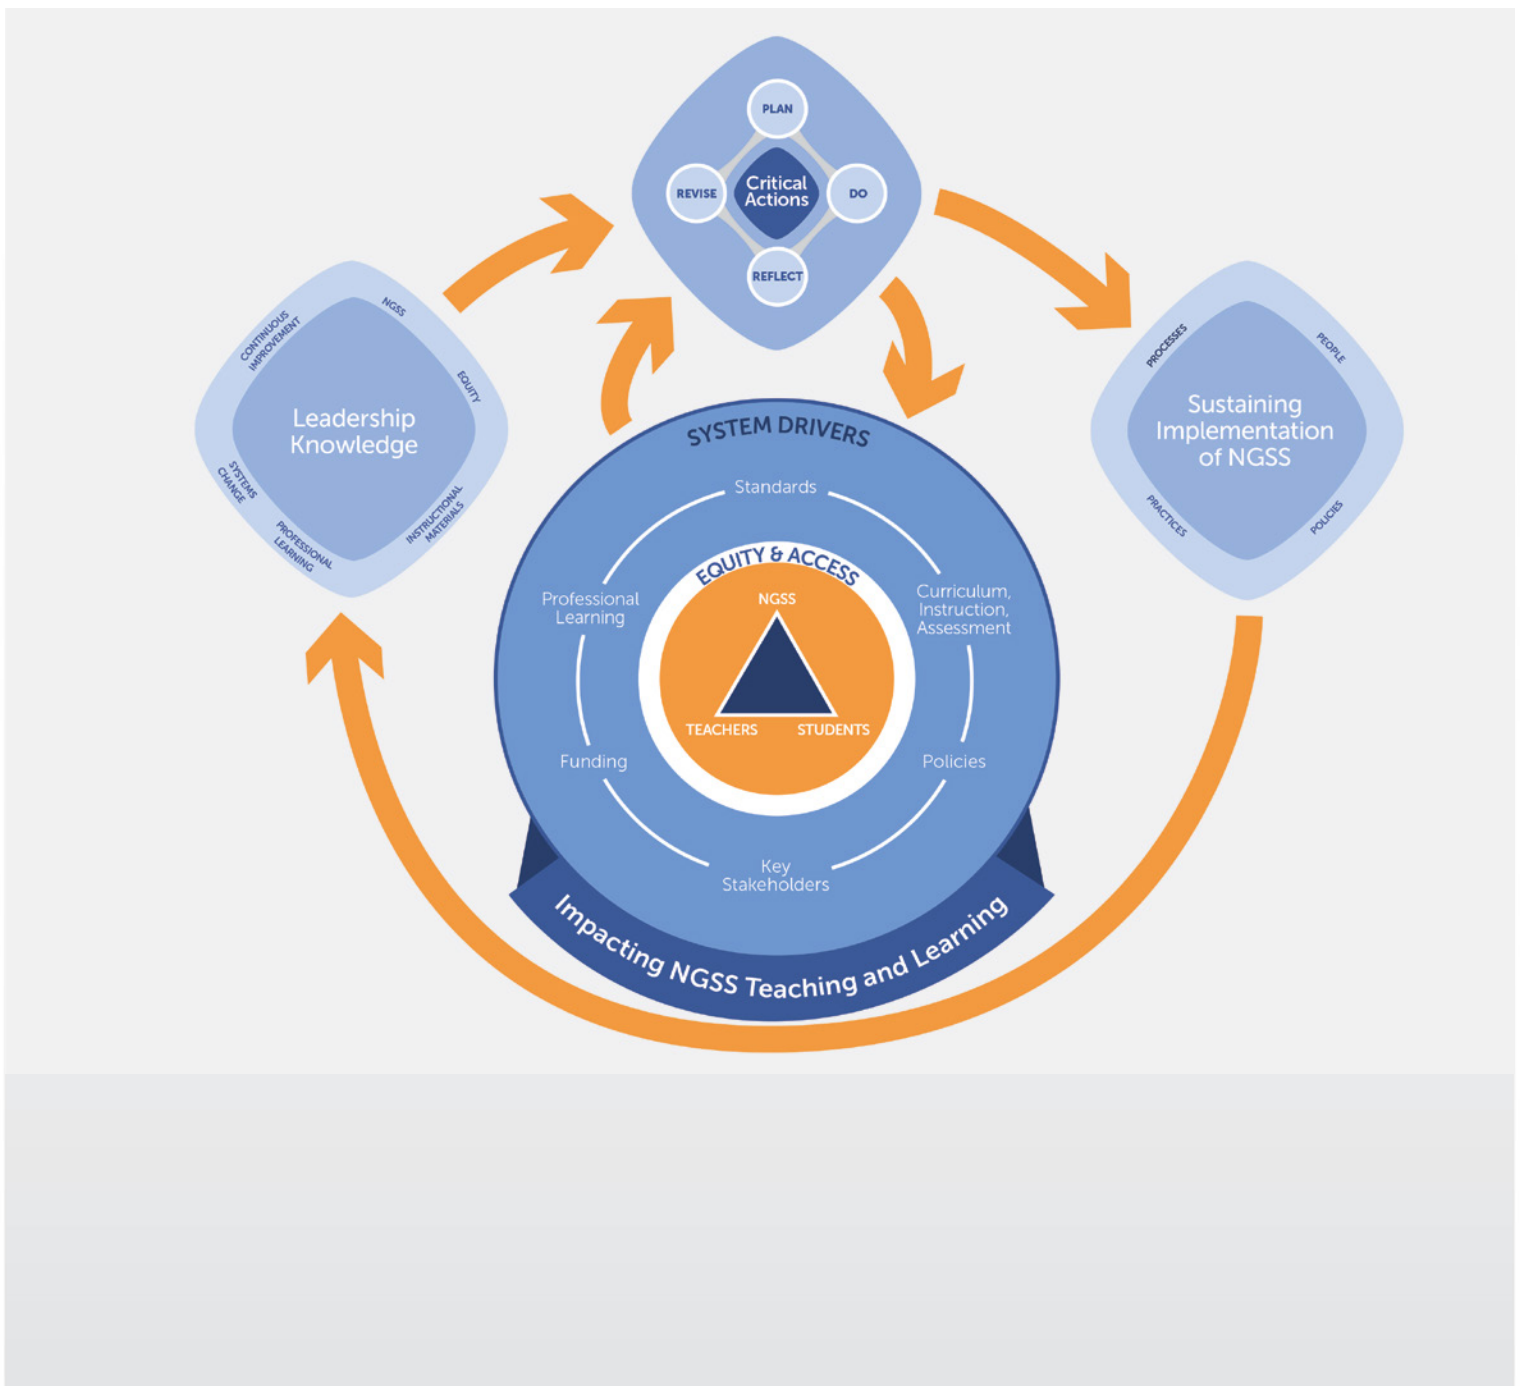 PLAN
REVISE
Critical
Actions
DO
REFLECT
CONTINUOUS
IMPROVEMENT
NGSS
EQUITY
Leadership
Knowledge
SYSTEMS
CHANGE
PROFESSIONAL
LEARNING
INSTRUCTIONAL
MATERIALS
PROCESSES
PEOPLE
Sustaining
Implementation
of NGSS
PRACTICES
POLICIES
SYSTEM DRIVERS
Standards
EQUITY & ACCESS
Professional
Learning
NGSS
Curriculum,
Instruction,
Assessment
TEACHERS
STUDENTS
Funding
Policies
Key
Stakeholders
Impacting NGSS Teaching and Learning